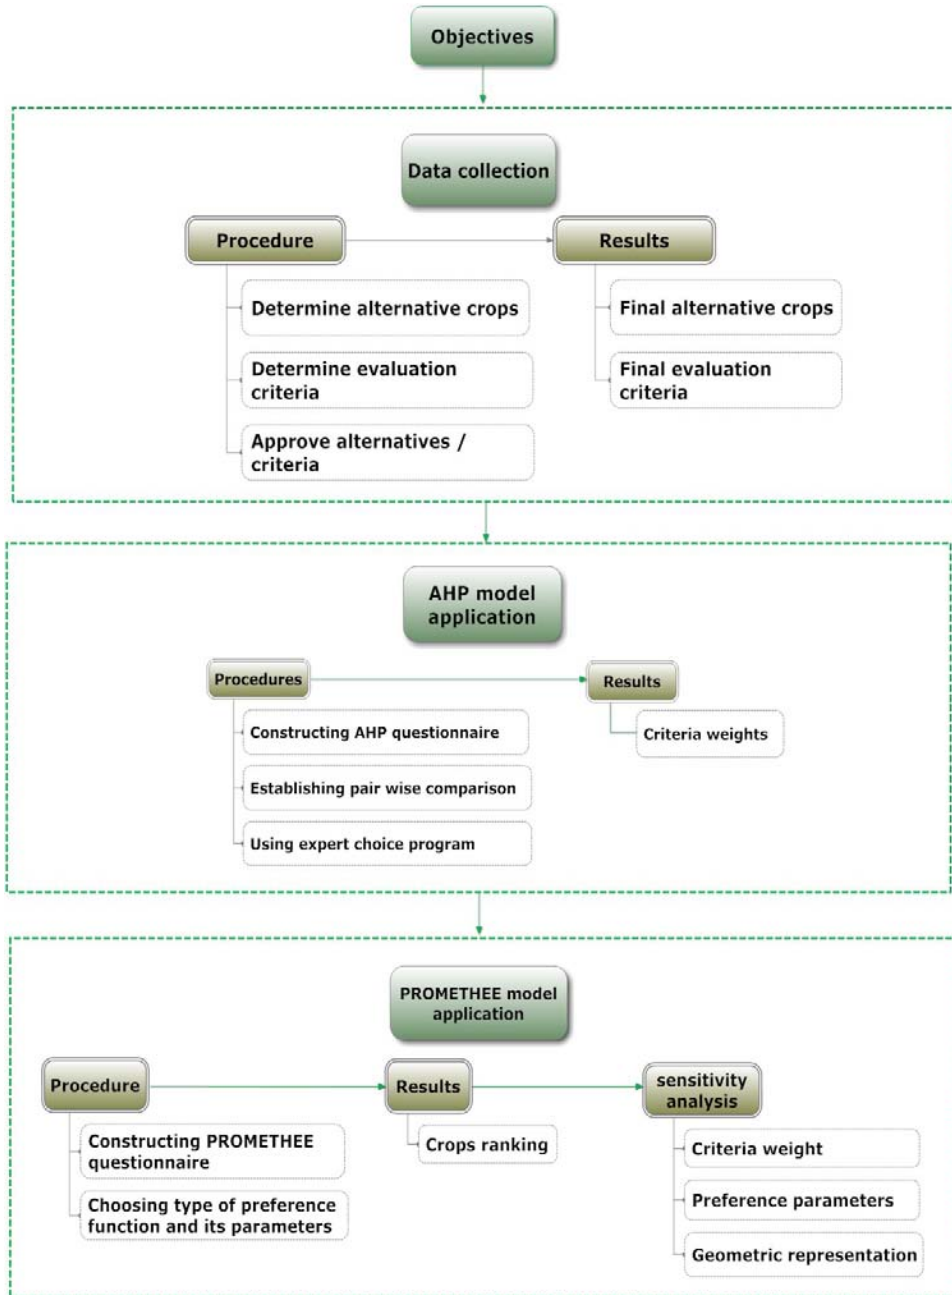 Objectives
Data collection
Procedure
Results
Determine alternative crops
Final alternative crops
Determine evaluation
criteria
Final evaluation
criteria
Approve alternatives /
criteria
AHP model
application
Procedures
Results
Constructing AHP questionnaire
Criteria weights
Establishing pair wise comparison
Using expert choice program
PROMETHEE model
application
Procedure
Results
sensitivity
analysis
Constructing PROMETHEE
questionnaire
Choosing type of preference
function and its parameters
Crops ranking
Criteria weight
Preference parameters
Geometric representation